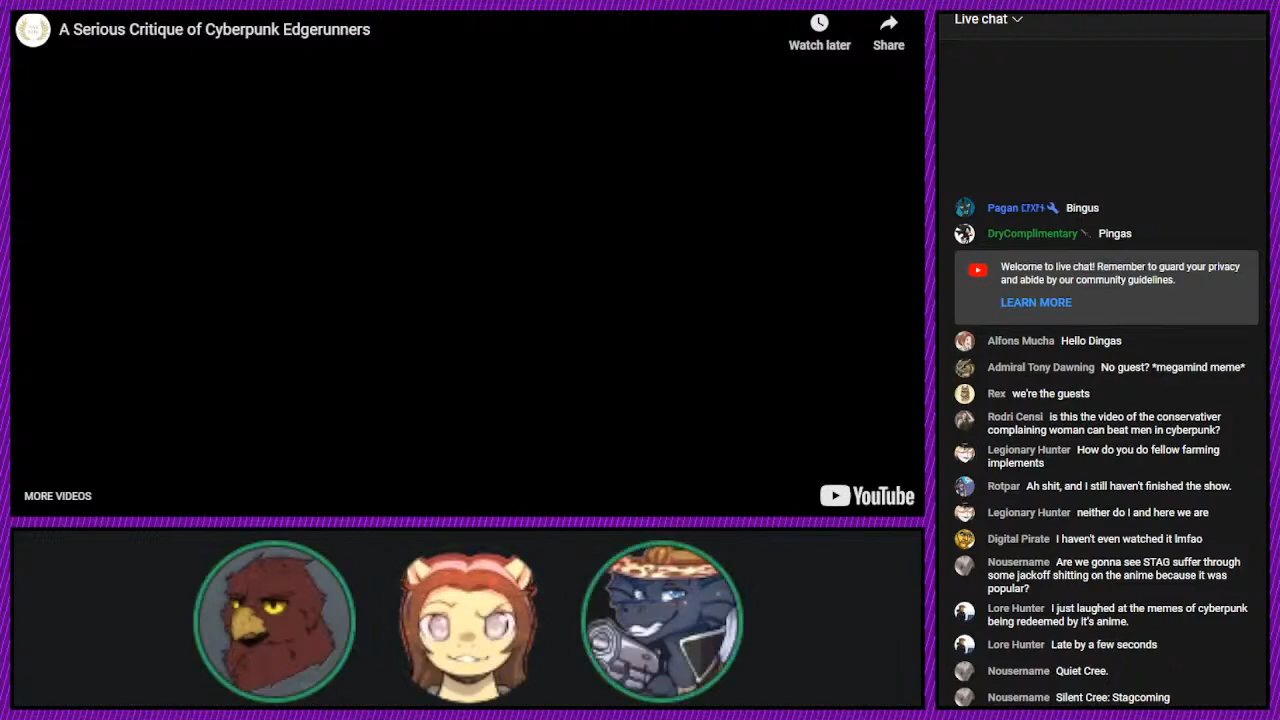 A Serious Critique of Cyberpunk Edgerunners
Watch later
Share
MORE VIDEOS
YouTube
Live chat
Pagan Bingus
DryComplimentary Pingas
Welcome to live chat! Remember to guard your privacy
and abide by our community guidelines.
LEARN MORE
Alfons Mucha Hello Dingas
Admiral Tony Dawning No guest? *megamind meme*
Rex we're the guests
Rodri Censi is this the video of the conservativer
complaining woman can beat men in cyberpunk?
Legionary Hunter How do you do fellow farming
implements
Rotpar Ah shit, and I still haven't finished the show.
Legionary Hunter neither do I and here we are
Digital Pirate I haven't even watched it lmfao
Nousername Are we gonna see STAG suffer through
some jackoff shitting on the anime because it was
popular?
Lore Hunter I just laughed at the memes of cyberpunk
being redeemed by it's anime.
Lore Hunter Late by a few seconds
Nousername Quiet Cree.
Nousername Silent Cree: Stagcoming